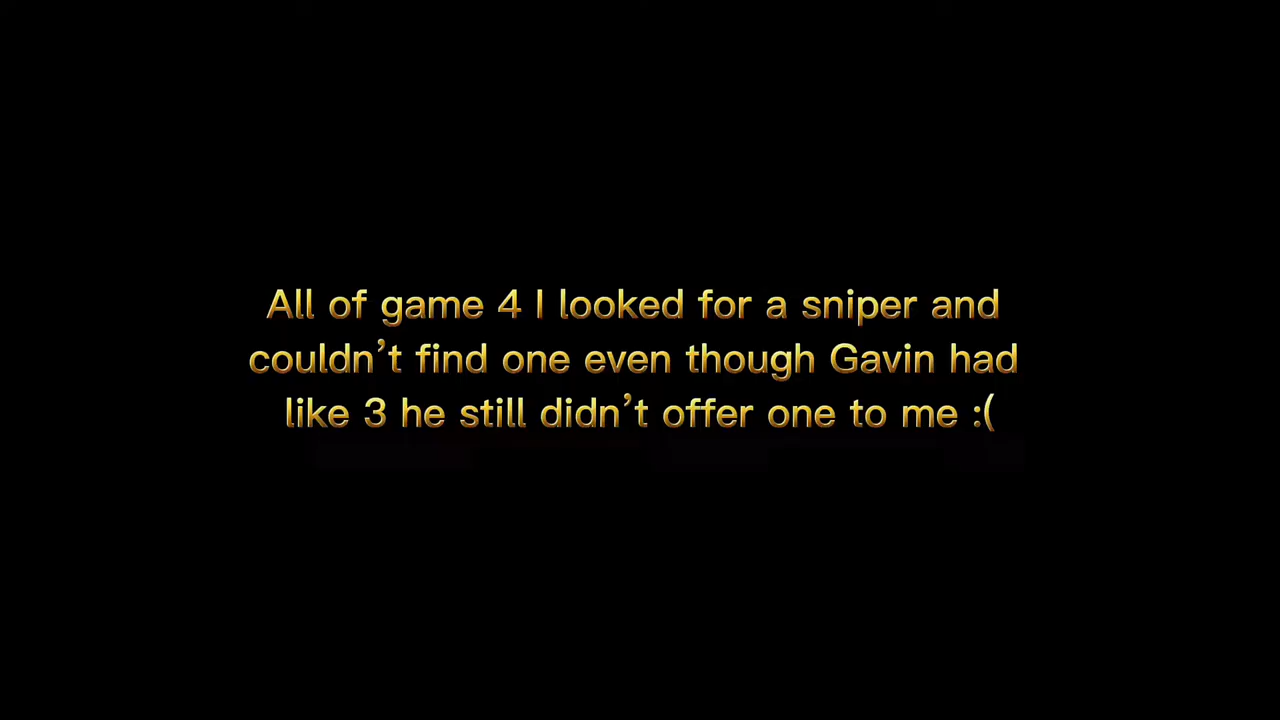 All of game 4 I looked for a sniper and
couldn’t find one even though Gavin had
like 3 he still didn’t offer one to me :(